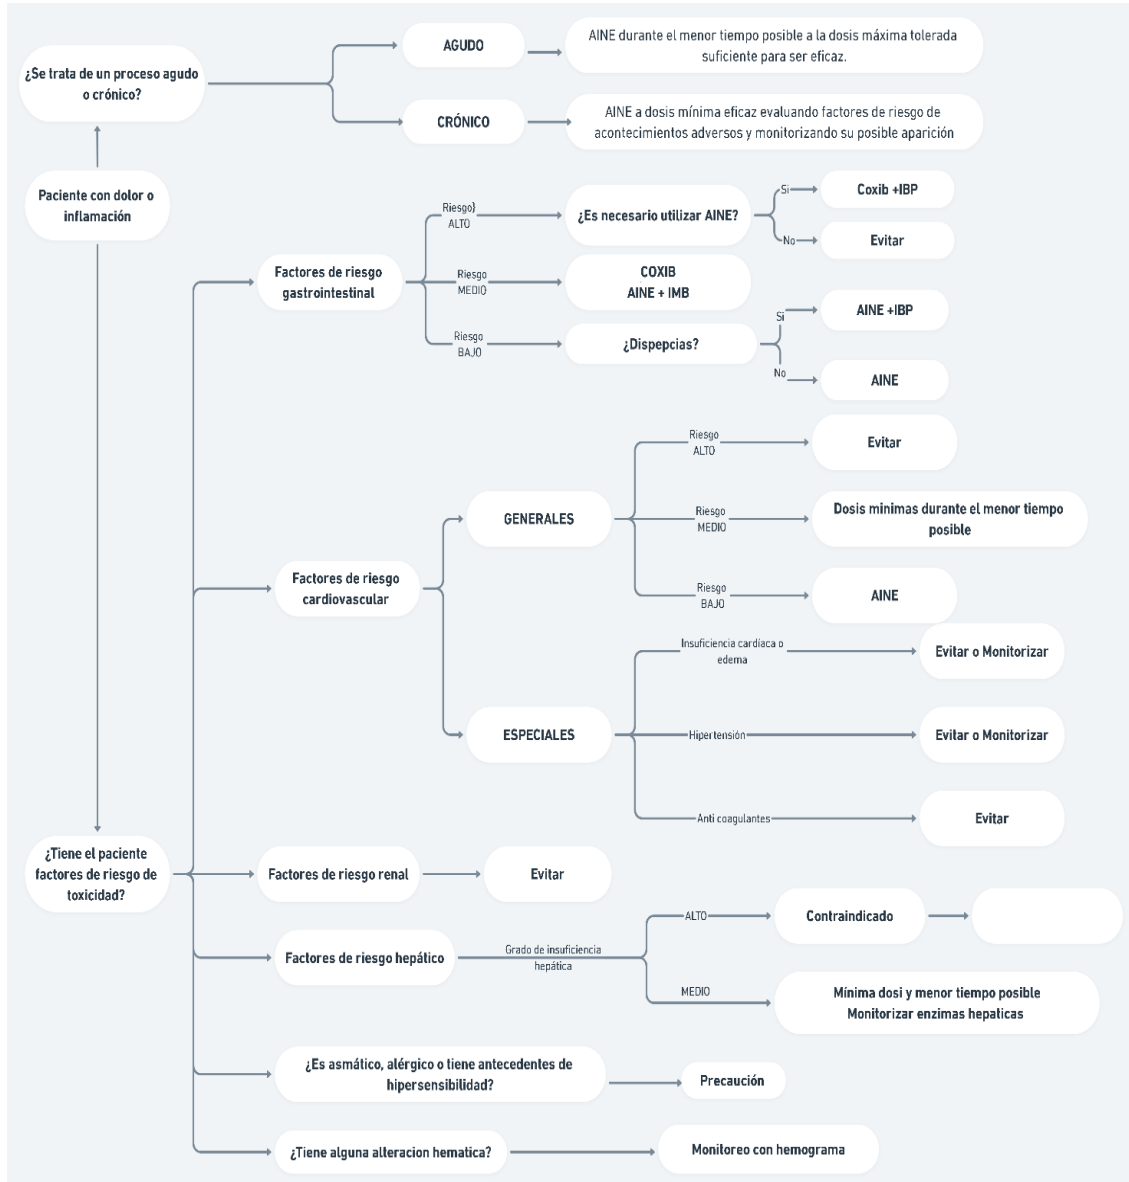 ¿Se trata de un proceso agudo
o crónico?
AGUDO
AINE durante el menor tiempo posible a la dosis máxima tolerada
suficiente para ser eficaz.
CRÓNICO
AINE a dosis mínima eficaz evaluando factores de riesgo de
acontecimientos adversos y monitorizando su posible aparición
Paciente con dolor o
inflamación
Factores de riesgo
gastrointestinal
Riesgo}
ALTO
¿Es necesario utilizar AINE?
Si
Coxib +IBP
No
Evitar
Riesgo
MEDIO
COXIB
AINE + IMB
Riesgo
BAJO
¿Dispepcias?
Si
AINE +IBP
No
AINE
Factores de riesgo
cardiovascular
GENERALES
Riesgo
ALTO
Evitar
Riesgo
MEDIO
Dosis minimas durante el menor tiempo
posible
Riesgo
BAJO
AINE
ESPECIALES
Insuficiencia cardíaca o
edema
Evitar o Monitorizar
Hipertensión
Evitar o Monitorizar
Anti coagulantes
Evitar
¿Tiene el paciente
factores de riesgo de
toxicidad?
Factores de riesgo renal
Evitar
Factores de riesgo hepático
Grado de insuficiencia
hepática
ALTO
Contraindicado
MEDIO
Mínima dosi y menor tiempo posible
Monitorizar enzimas hepaticas
¿Es asmático, alérgico o tiene antecedentes de
hipersensibilidad?
Precaución
¿Tiene alguna alteracion hematica?
Monitoreo con hemograma